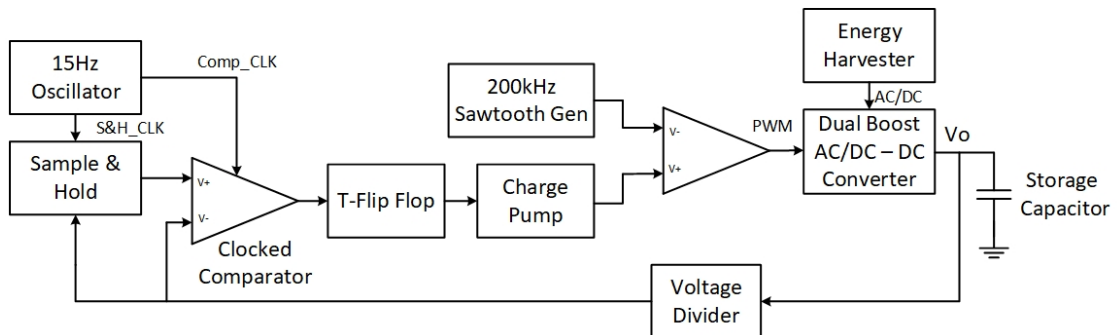 Energy
Harvester
15Hz
Oscillator
Comp_CLK
200kHz
Sawtooth Gen
AC/DC
S&H_CLK
V-
PWM
Dual Boost
AC/DC – DC
Converter
Vo
Sample &
Hold
V+
V+
T-Flip Flop
Charge
Pump
Storage
Capacitor
V-
Clocked
Comparator
Voltage
Divider